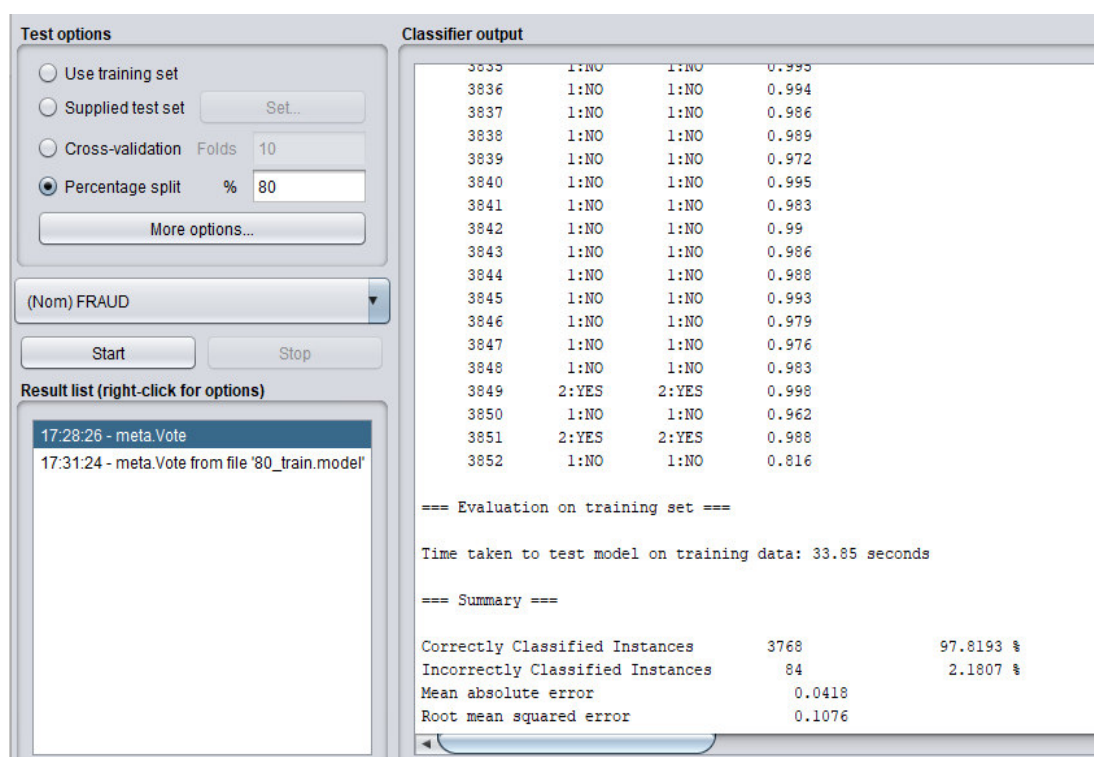 Test options
Use training set
Supplied test set Set...
Cross-validation Folds 10
Percentage split % 80
More options...
(Nom) FRAUD
Start Stop
Result list (right-click for options)
17:28:26 - meta.Vote
17:31:24 - meta.Vote from file '80_train.model'
Classifier output
3835 1:NO 1:NO 0.995
3836 1:NO 1:NO 0.994
3837 1:NO 1:NO 0.986
3838 1:NO 1:NO 0.989
3839 1:NO 1:NO 0.972
3840 1:NO 1:NO 0.995
3841 1:NO 1:NO 0.983
3842 1:NO 1:NO 0.99
3843 1:NO 1:NO 0.986
3844 1:NO 1:NO 0.988
3845 1:NO 1:NO 0.993
3846 1:NO 1:NO 0.979
3847 1:NO 1:NO 0.976
3848 1:NO 1:NO 0.983
3849 2:YES 2:YES 0.998
3850 1:NO 1:NO 0.962
3851 2:YES 2:YES 0.988
3852 1:NO 1:NO 0.816
=== Evaluation on training set ===
Time taken to test model on training data: 33.85 seconds
=== Summary ===
Correctly Classified Instances 3768 97.8193 %
Incorrectly Classified Instances 84 2.1807 %
Mean absolute error 0.0418
Root mean squared error 0.1076